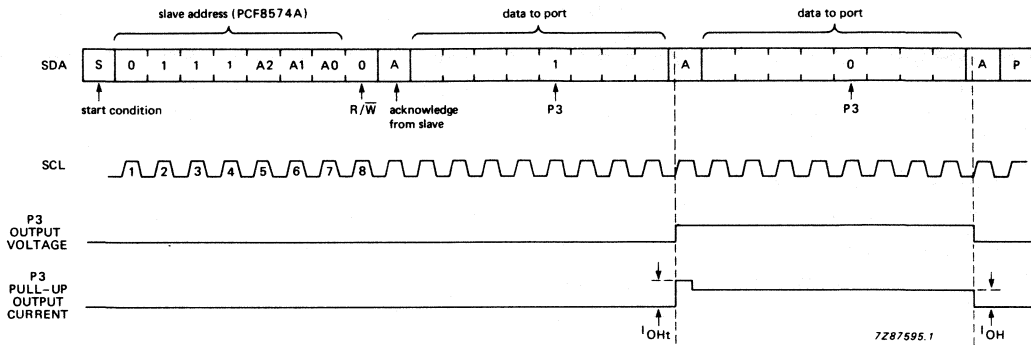 slave address (PCF8574A) data to port data to port
SDA S 0 1 1 1 A2 A1 A0 0 A 1 A 0 A P
start condition R/W̅ acknowledge from slave P3 P3
SCL 1 2 3 4 5 6 7 8
P3
OUTPUT
VOLTAGE
P3
PULL-UP
OUTPUT
CURRENT
IOHt 7Z87595.1 IOH